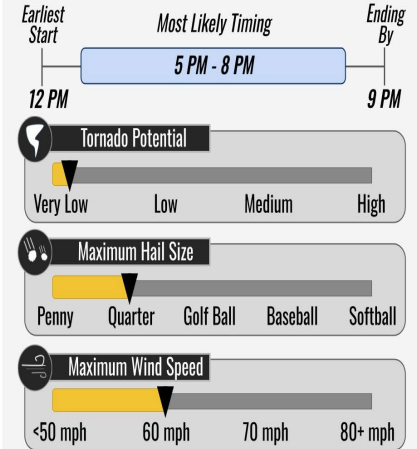 Earliest Start
Most Likely Timing
Ending By
5 PM - 8 PM
12 PM
9 PM
Tornado Potential
Very Low Low Medium High
Maximum Hail Size
Penny Quarter Golf Ball Baseball Softball
Maximum Wind Speed
<50 mph 60 mph 70 mph 80+ mph